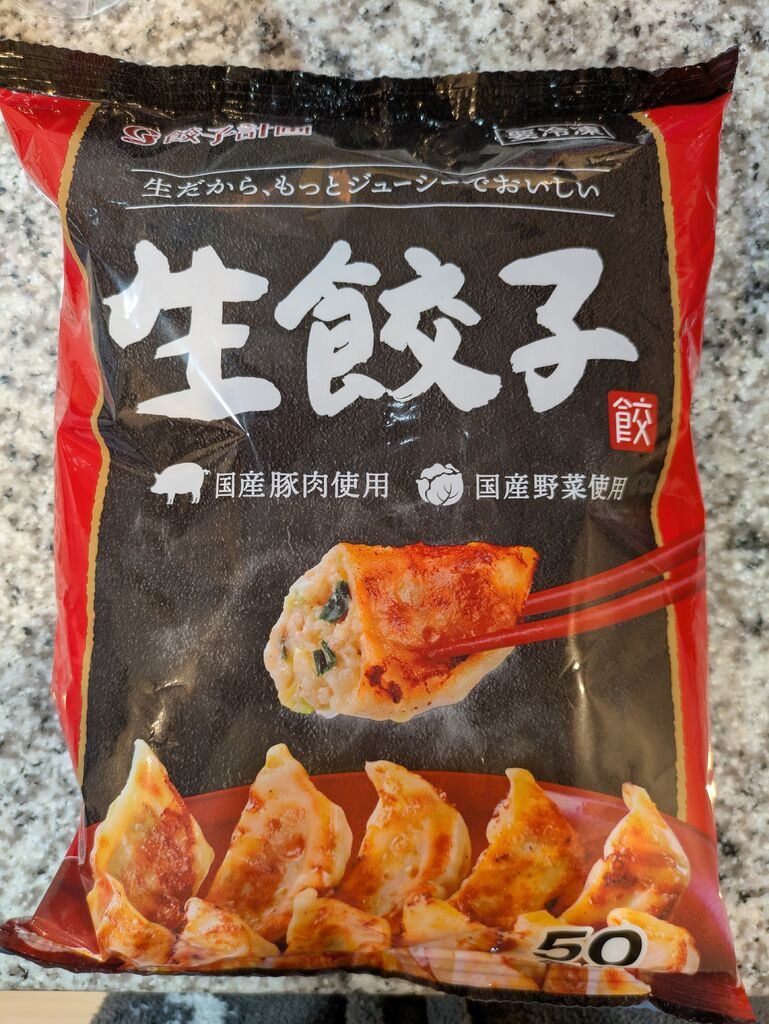 餃子計画
要冷凍
生だから、もっとジューシーでおいしい
生餃子
餃
国産豚肉使用
国産野菜使用
50